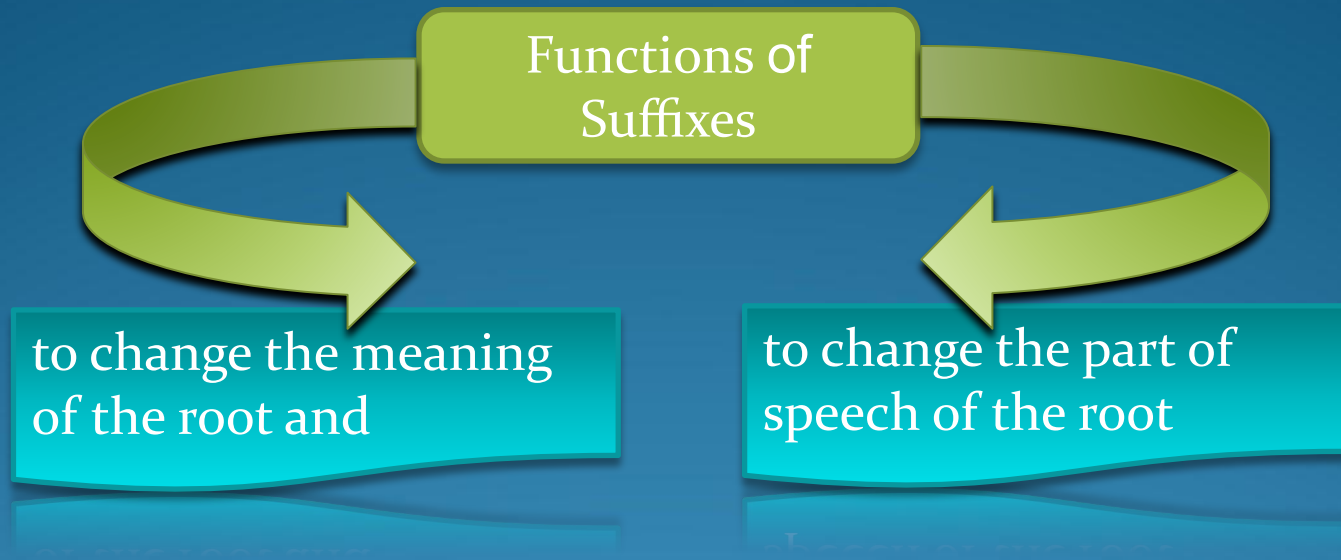 Functions of
Suffixes
to change the meaning
of the root and
to change the part of
speech of the root